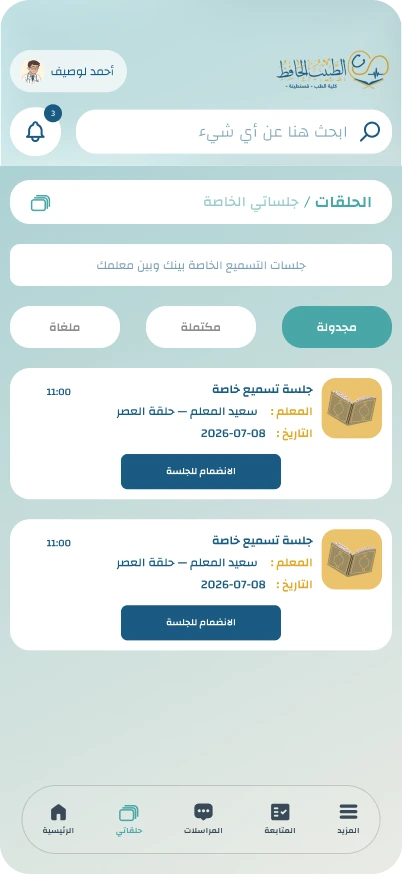 الطبيب الحافظ
- كلية الطب - قسنطينة -
أحمد لوصيف
3
ابحث هنا عن أي شيء
الحلقات / جلساتي الخاصة
جلسات التسميع الخاصة بينك وبين معلمك
مجدولة
مكتملة
ملغاة
جلسة تسميع خاصة
11:00
المعلم : سعيد المعلم — حلقة العصر
التاريخ : 2026-07-08
الانضمام للجلسة
جلسة تسميع خاصة
11:00
المعلم : سعيد المعلم — حلقة العصر
التاريخ : 2026-07-08
الانضمام للجلسة
المزيد
المتابعة
المراسلات
حلقاتي
الرئيسية